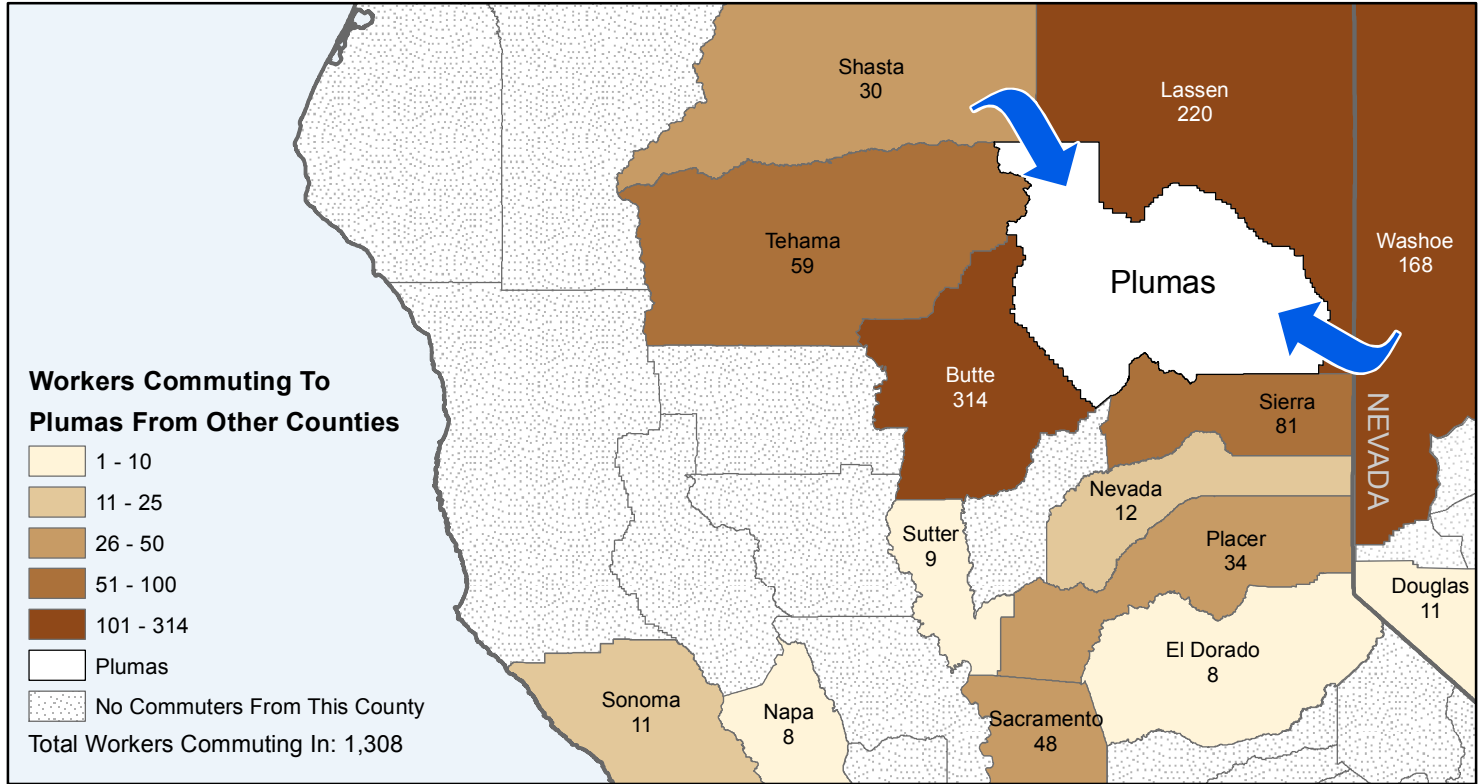 Shasta
30
Lassen
220
Tehama
59
Washoe
168
Plumas
Butte
314
Sierra
81
NEVADA
Nevada
12
Sutter
9
Placer
34
Douglas
11
El Dorado
8
Sonoma
11
Napa
8
Sacramento
48
Workers Commuting To
Plumas From Other Counties
1 - 10
11 - 25
26 - 50
51 - 100
101 - 314
Plumas
No Commuters From This County
Total Workers Commuting In: 1,308